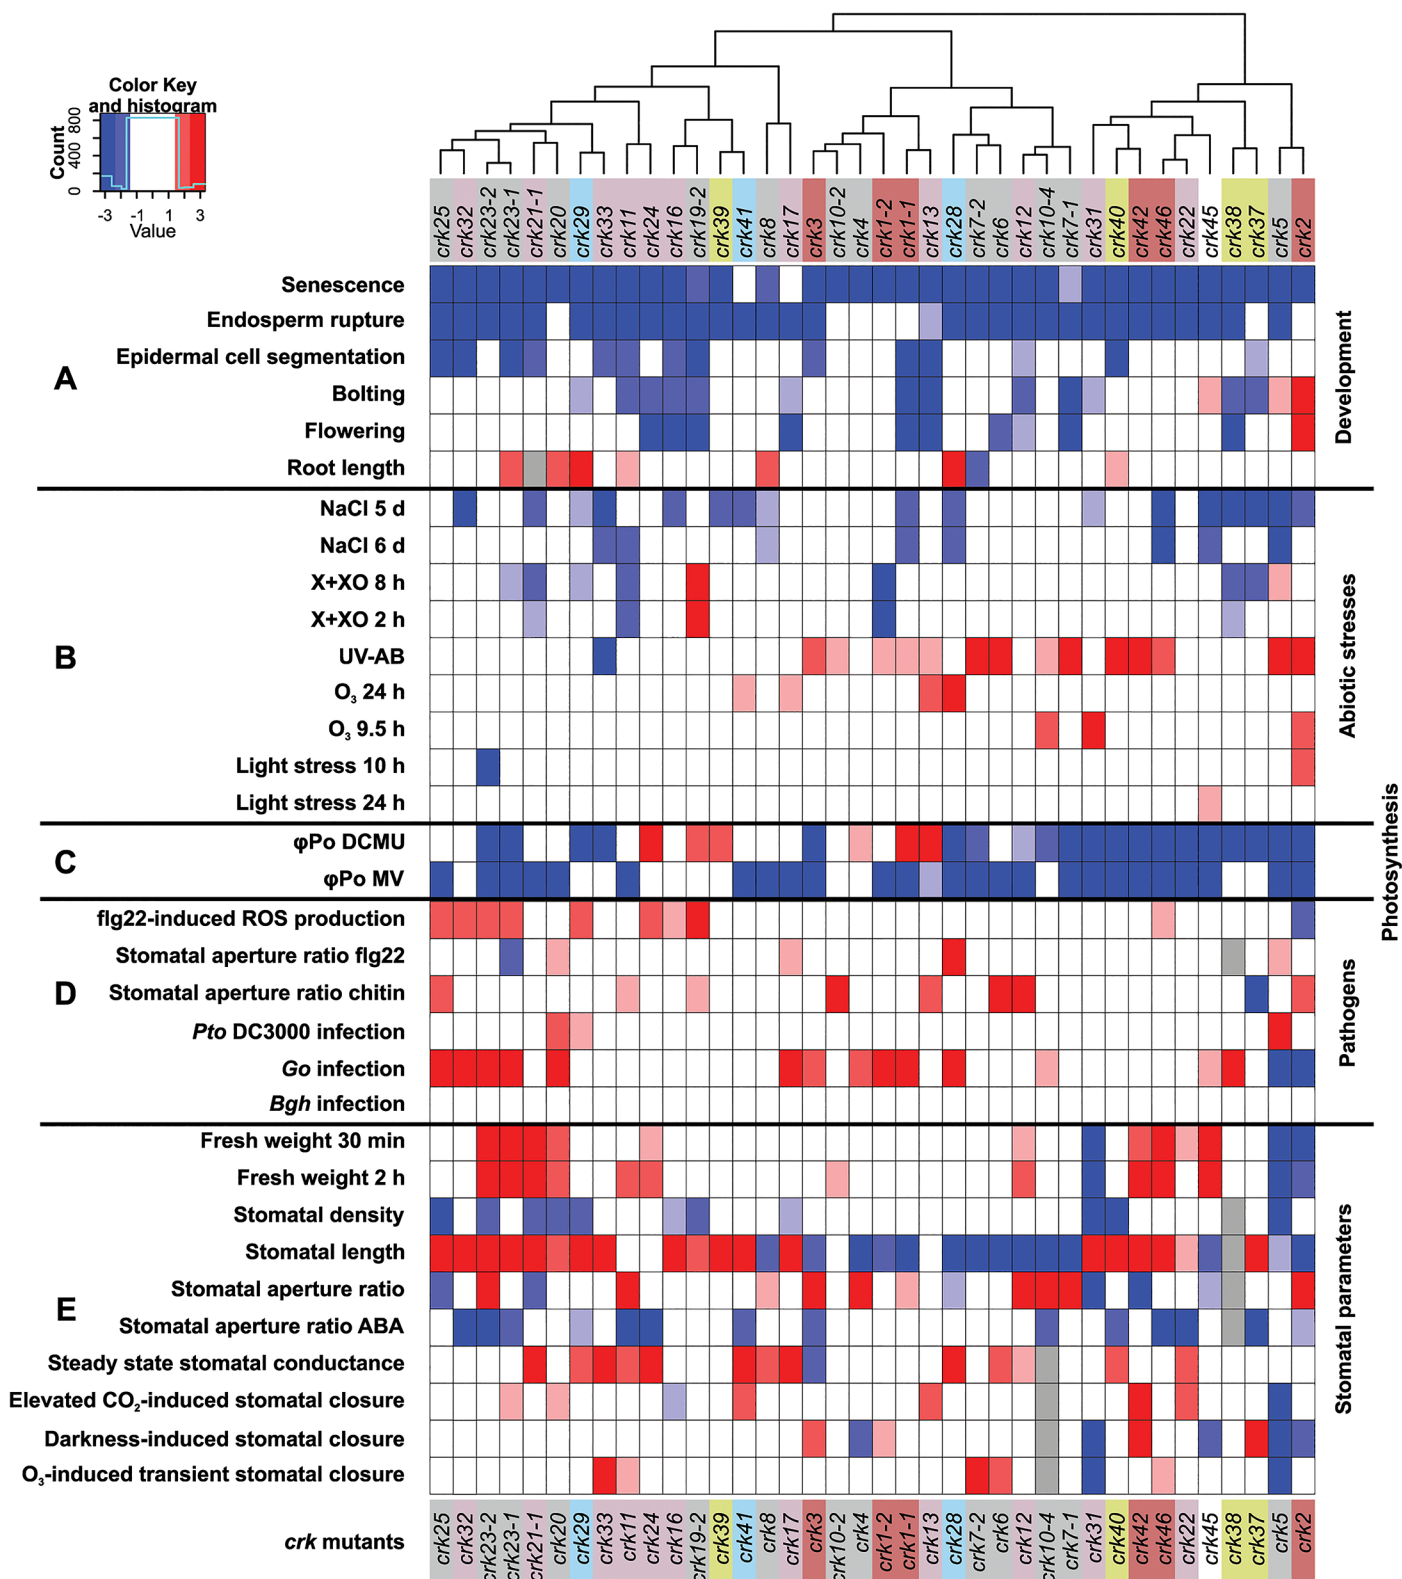 Color Key
and histogram
Count
0 400 800
-3 -1 1 3
Value
crk25 crk32 crk23-2 crk23-1 crk21-1 crk20 crk29 crk33 crk11 crk24 crk16 crk19-2 crk39 crk41 crk8 crk17 crk3 crk10-2 crk4 crk1-2 crk1-1 crk13 crk28 crk7-2 crk6 crk12 crk10-4 crk7-1 crk31 crk40 crk42 crk46 crk22 crk45 crk38 crk37 crk5 crk2
A
Senescence
Endosperm rupture
Epidermal cell segmentation
Bolting
Flowering
Root length
Development
B
NaCl 5 d
NaCl 6 d
X+XO 8 h
X+XO 2 h
UV-AB
O₃ 24 h
O₃ 9.5 h
Light stress 10 h
Light stress 24 h
Abiotic stresses
C
φPo DCMU
φPo MV
Photosynthesis
D
flg22-induced ROS production
Stomatal aperture ratio flg22
Stomatal aperture ratio chitin
Pto DC3000 infection
Go infection
Bgh infection
Pathogens
E
Fresh weight 30 min
Fresh weight 2 h
Stomatal density
Stomatal length
Stomatal aperture ratio
Stomatal aperture ratio ABA
Steady state stomatal conductance
Elevated CO₂-induced stomatal closure
Darkness-induced stomatal closure
O₃-induced transient stomatal closure
Stomatal parameters
crk mutants
crk25 crk32 crk23-2 crk23-1 crk21-1 crk20 crk29 crk33 crk11 crk24 crk16 crk19-2 crk39 crk41 crk8 crk17 crk3 crk10-2 crk4 crk1-2 crk1-1 crk13 crk28 crk7-2 crk6 crk12 crk10-4 crk7-1 crk31 crk40 crk42 crk46 crk22 crk45 crk38 crk37 crk5 crk2